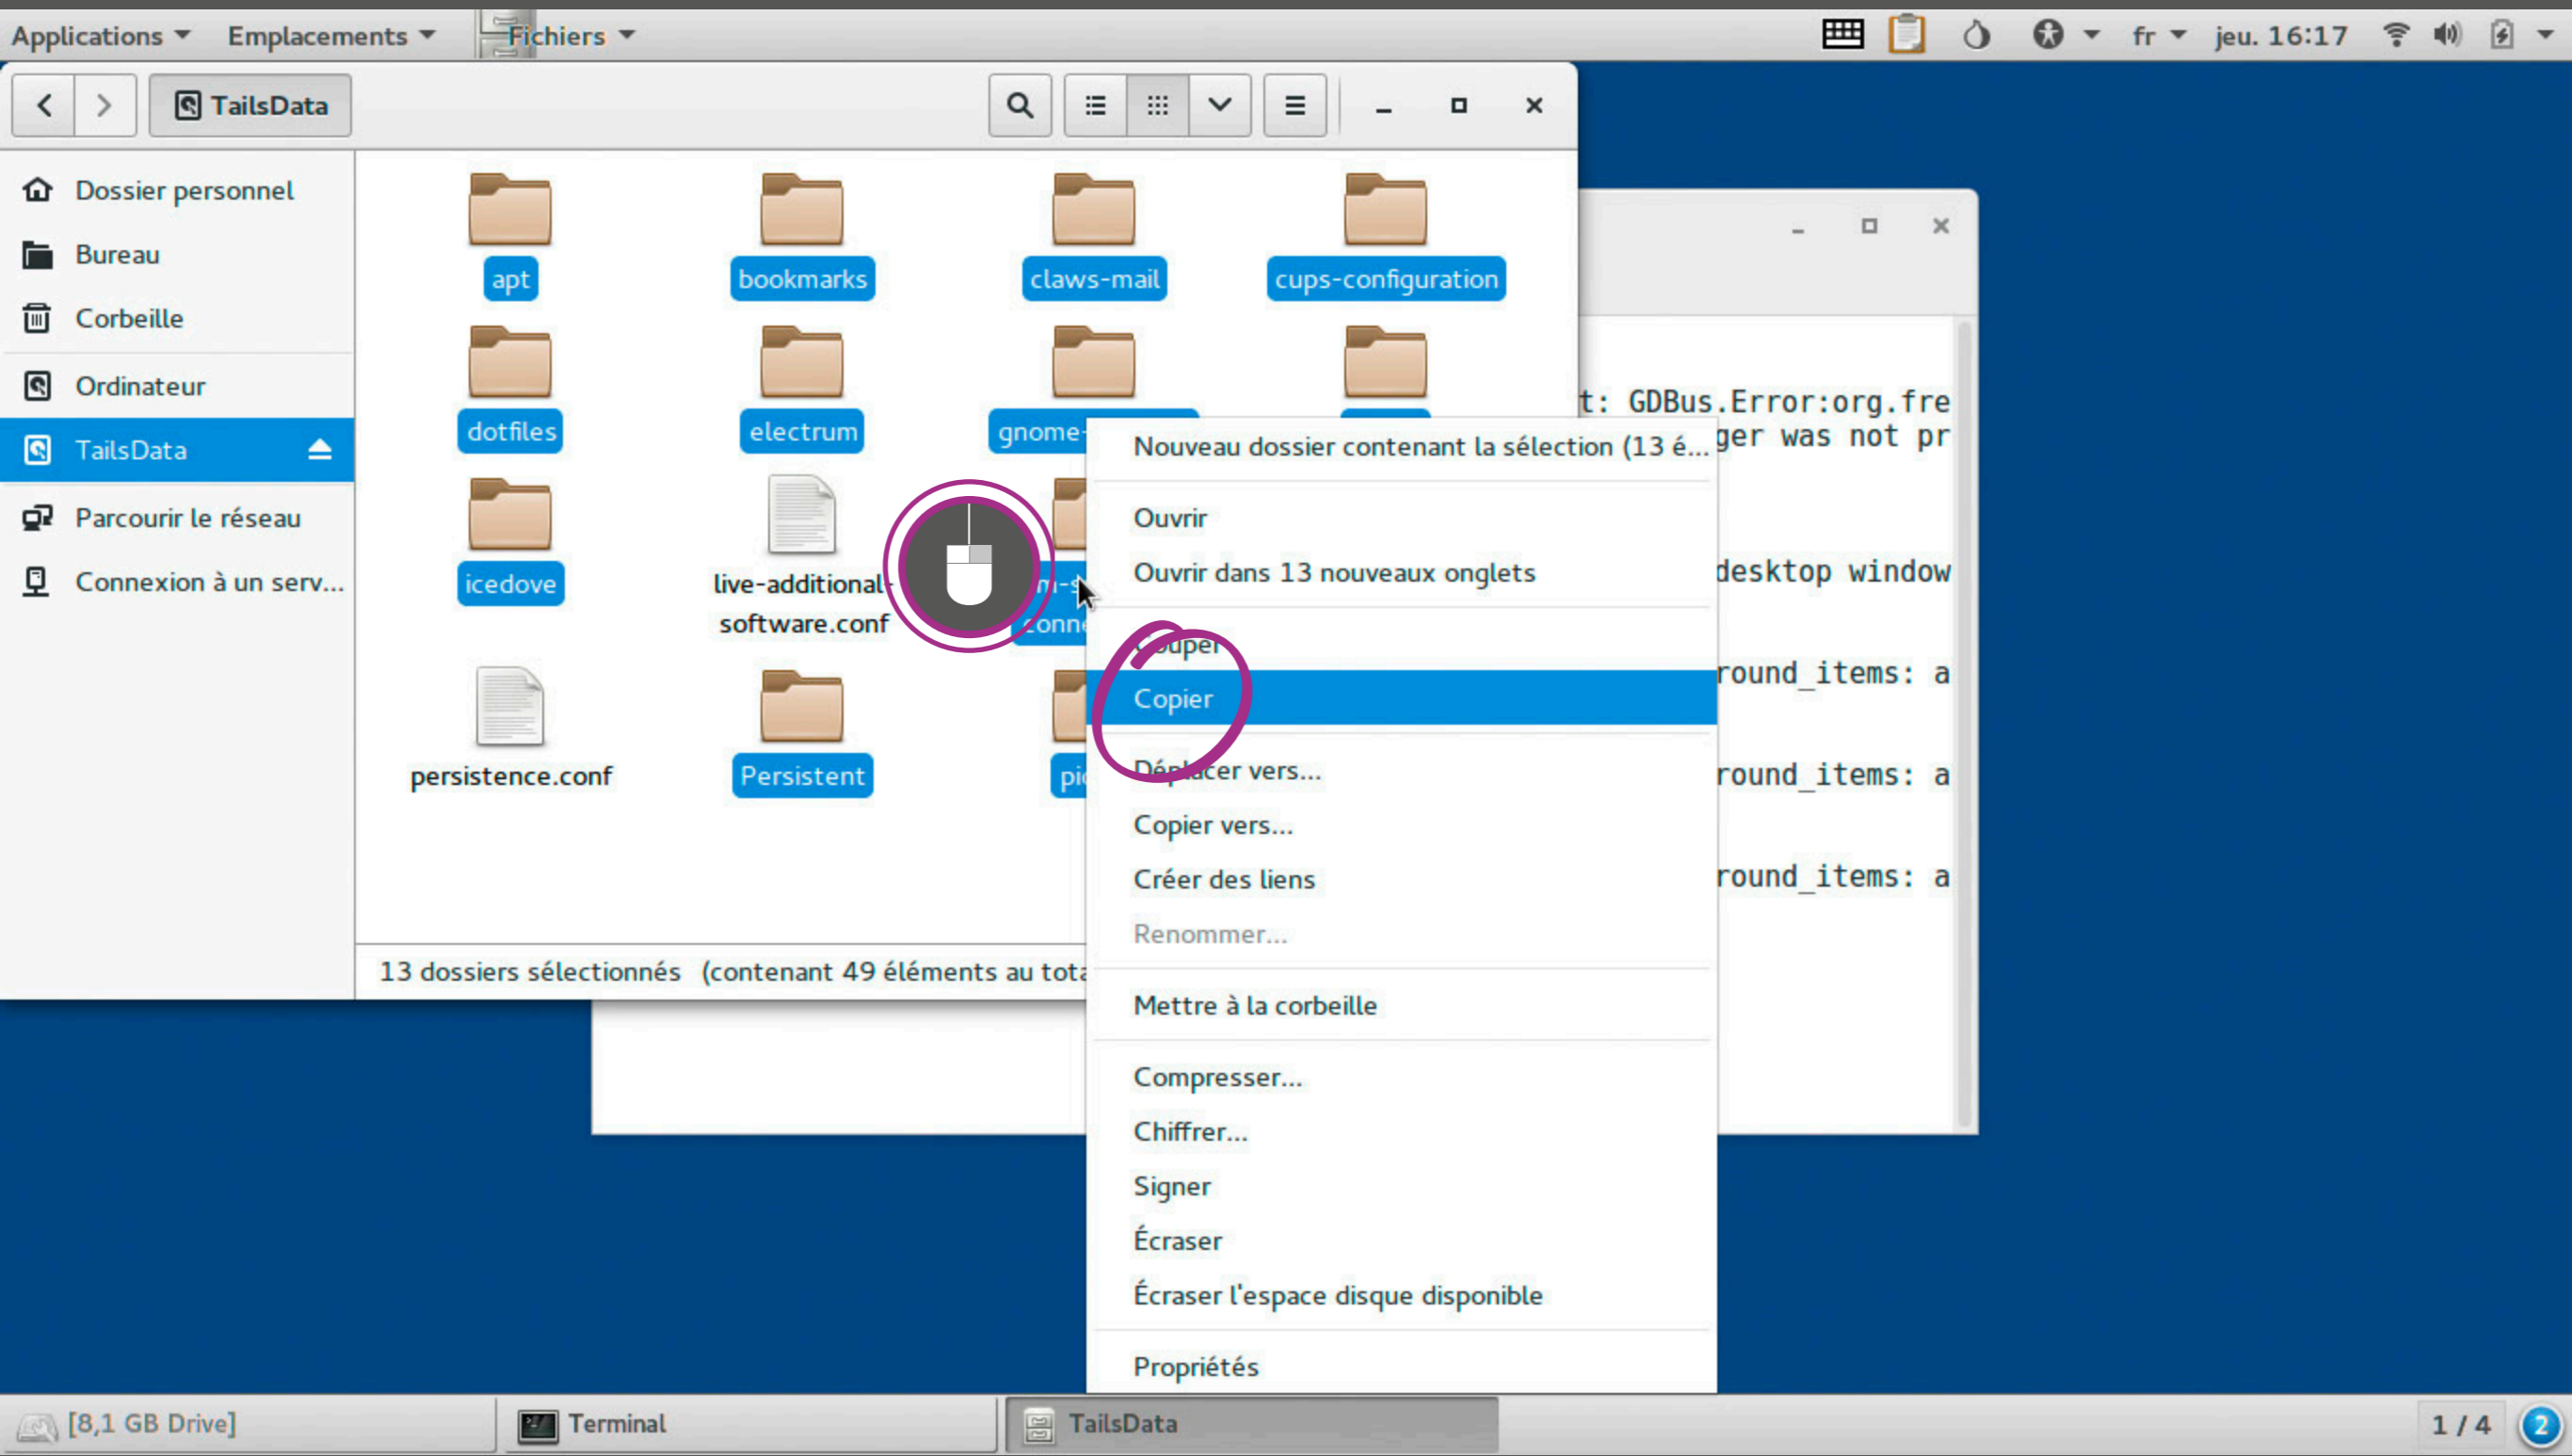 Applications Emplacements Fichiers fr jeu. 16:17
TailsData
Dossier personnel
Bureau
Corbeille
Ordinateur
TailsData
Parcourir le réseau
Connexion à un serv...
apt bookmarks claws-mail cups-configuration
dotfiles electrum gnome-
icedove live-additional-
software.conf
persistence.conf Persistent
13 dossiers sélectionnés (contenant 49 éléments au tota
Nouveau dossier contenant la sélection (13 é...
Ouvrir
Ouvrir dans 13 nouveaux onglets
Couper
Copier
Déplacer vers...
Copier vers...
Créer des liens
Renommer...
Mettre à la corbeille
Compresser...
Chiffrer...
Signer
Écraser
Écraser l'espace disque disponible
Propriétés
t: GDBus.Error:org.fre
ger was not pr
desktop window
round_items: a
round_items: a
round_items: a
[8,1 GB Drive] Terminal TailsData 1 / 4 2